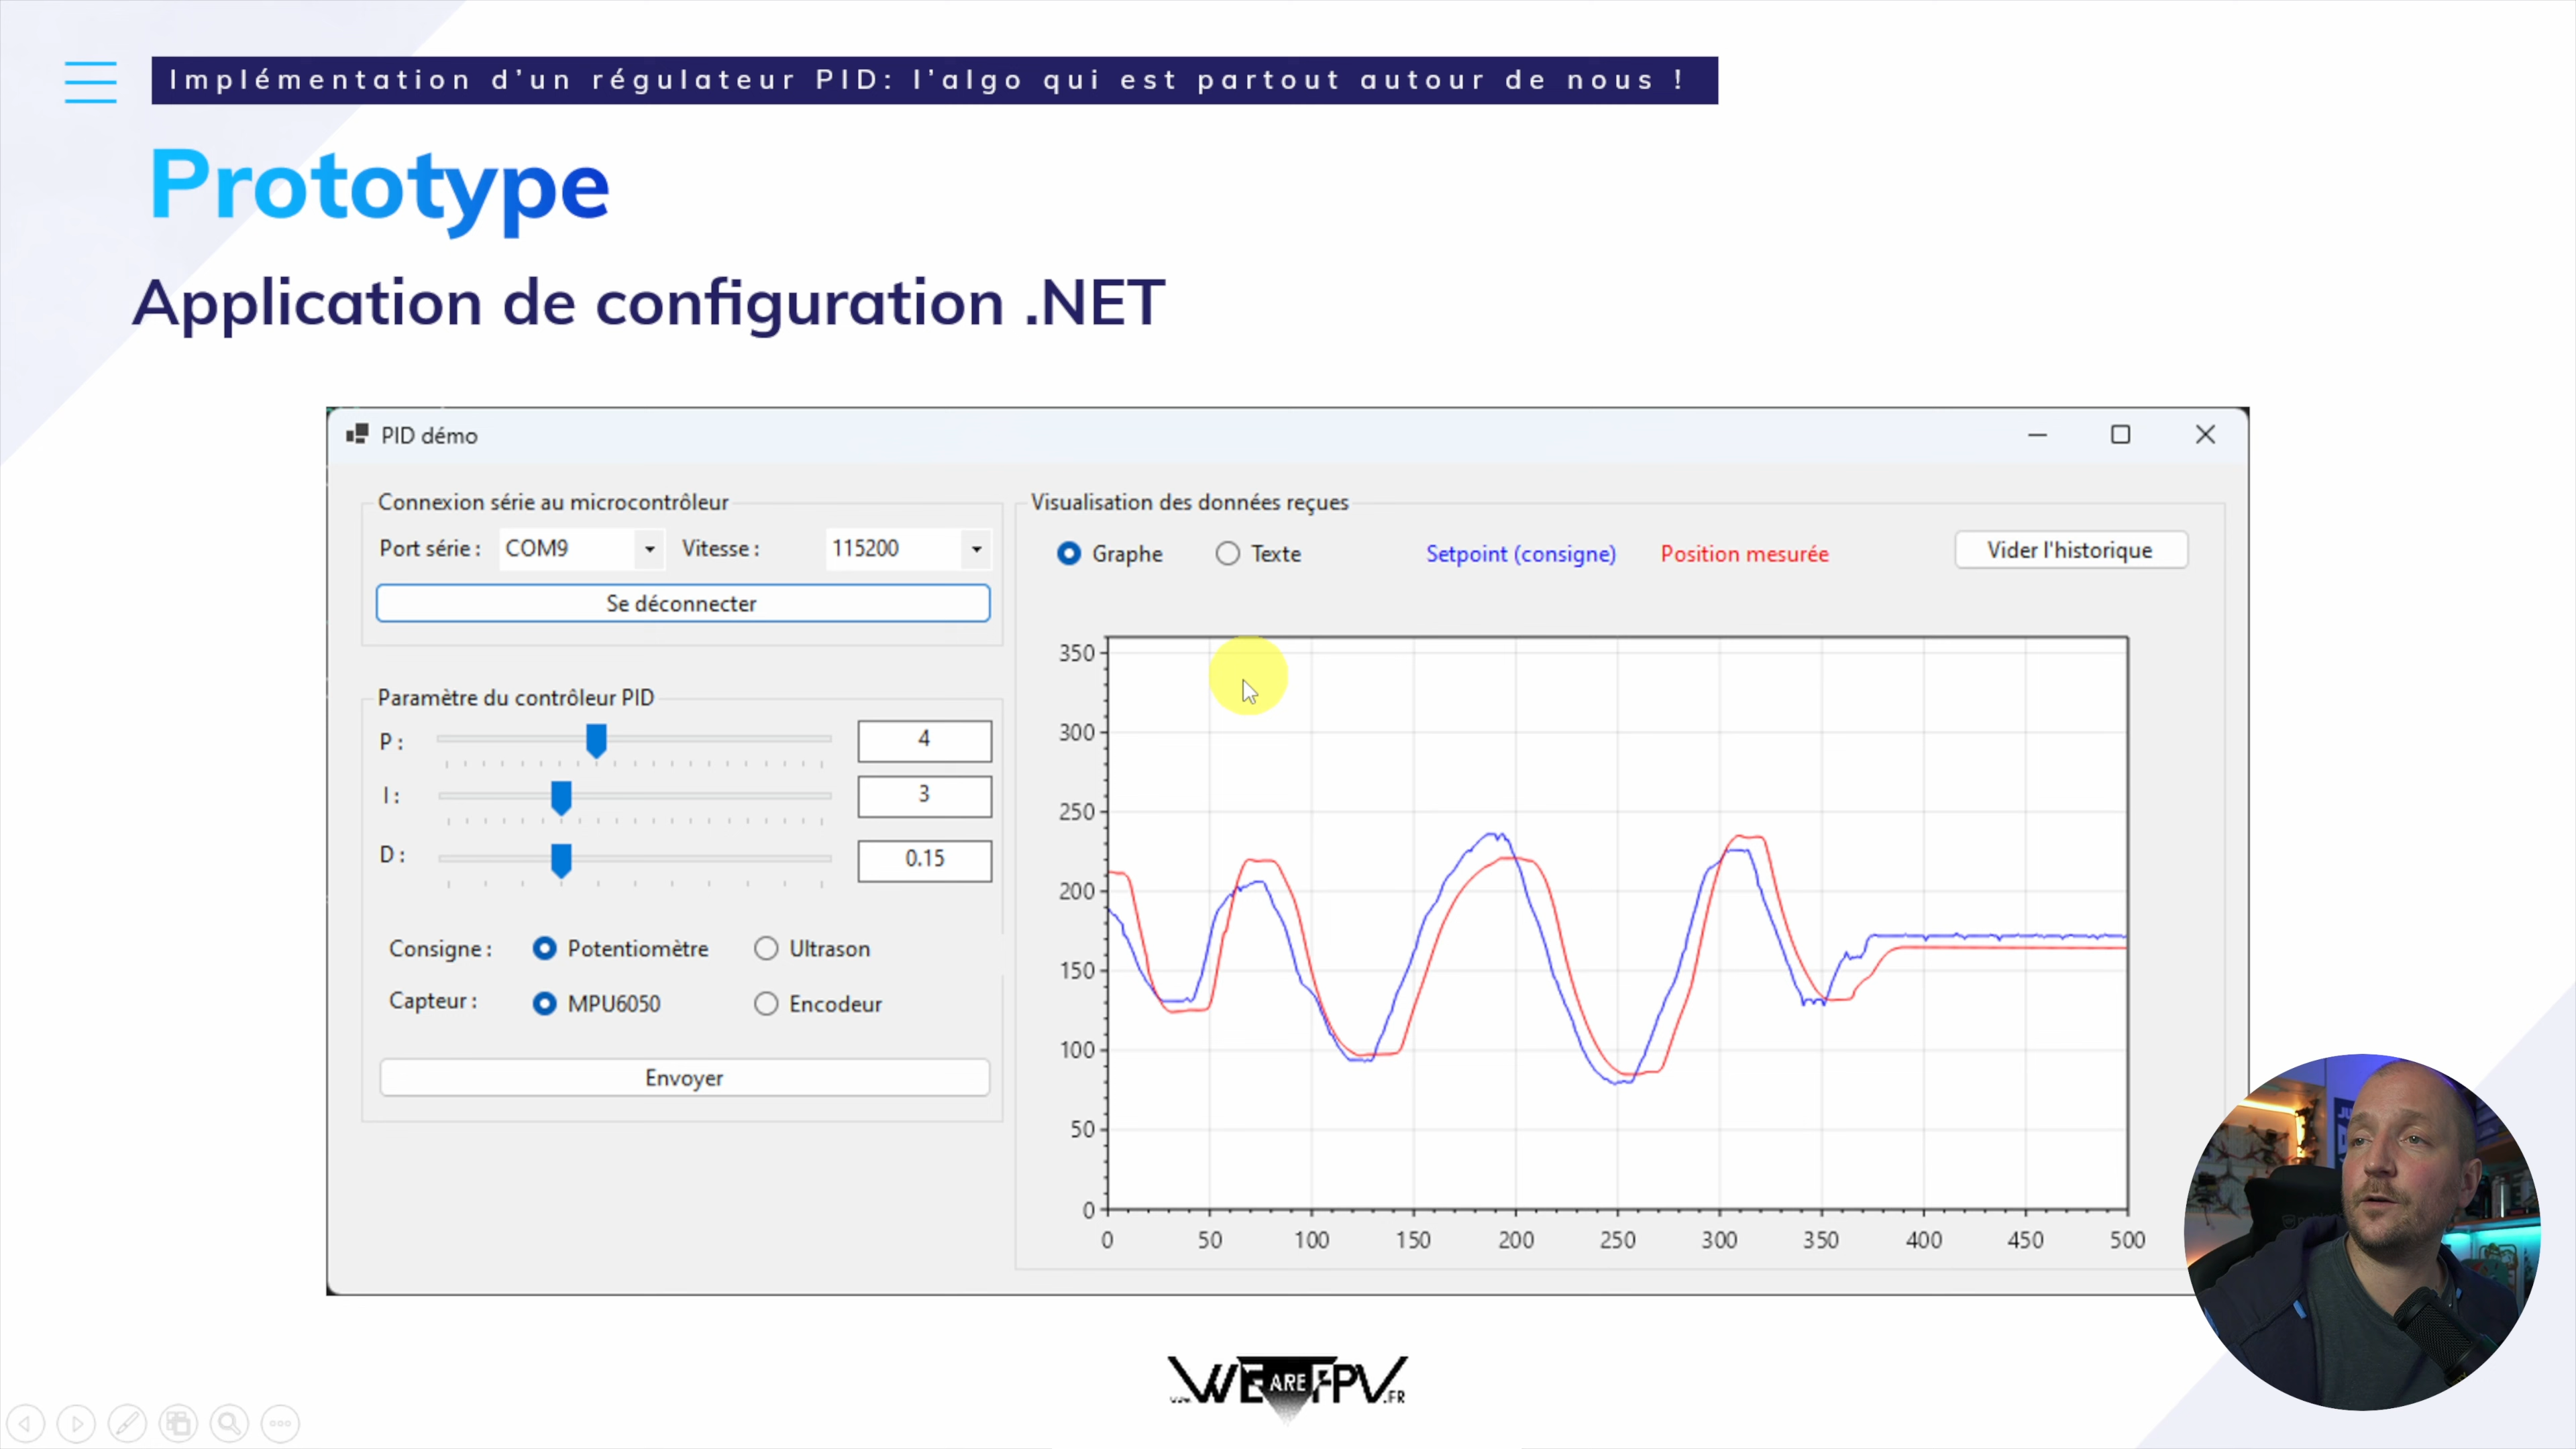 Implémentation d'un régulateur PID: l'algo qui est partout autour de nous !
Prototype
Application de configuration .NET
PID démo
Connexion série au microcontrôleur
Port série : COM9 Vitesse : 115200
Se déconnecter
Paramètre du contrôleur PID
P : 4
I : 3
D : 0.15
Consigne : Potentiomètre Ultrason
Capteur : MPU6050 Encodeur
Envoyer
Visualisation des données reçues
Graphe Texte Setpoint (consigne) Position mesurée Vider l'historique
350
300
250
200
150
100
50
0
0 50 100 150 200 250 300 350 400 450 500
WE ARE FPV .FR